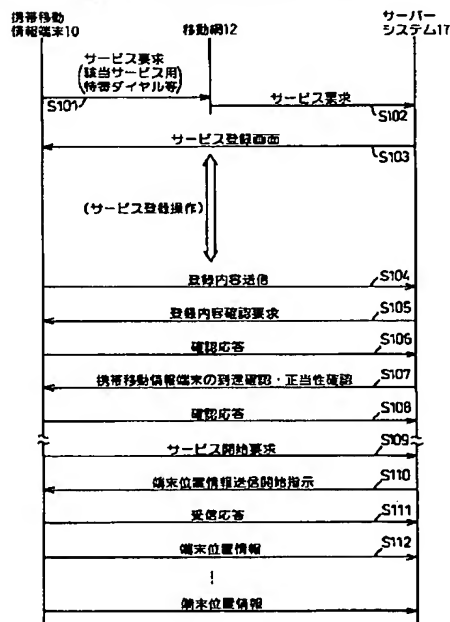 携帯移動
情報端末10
移動網12
サーバー
システム17
サービス要求
(該当サービス用
特番ダイヤル等)
S101
サービス要求
S102
サービス登録画面
S103
(サービス登録操作)
登録内容送信
S104
登録内容確認要求
S105
確認応答
S106
携帯移動情報端末の到達確認・正当性確認
S107
確認応答
S108
サービス開始要求
S109
端末位置情報送信開始指示
S110
受信応答
S111
端末位置情報
S112
端末位置情報